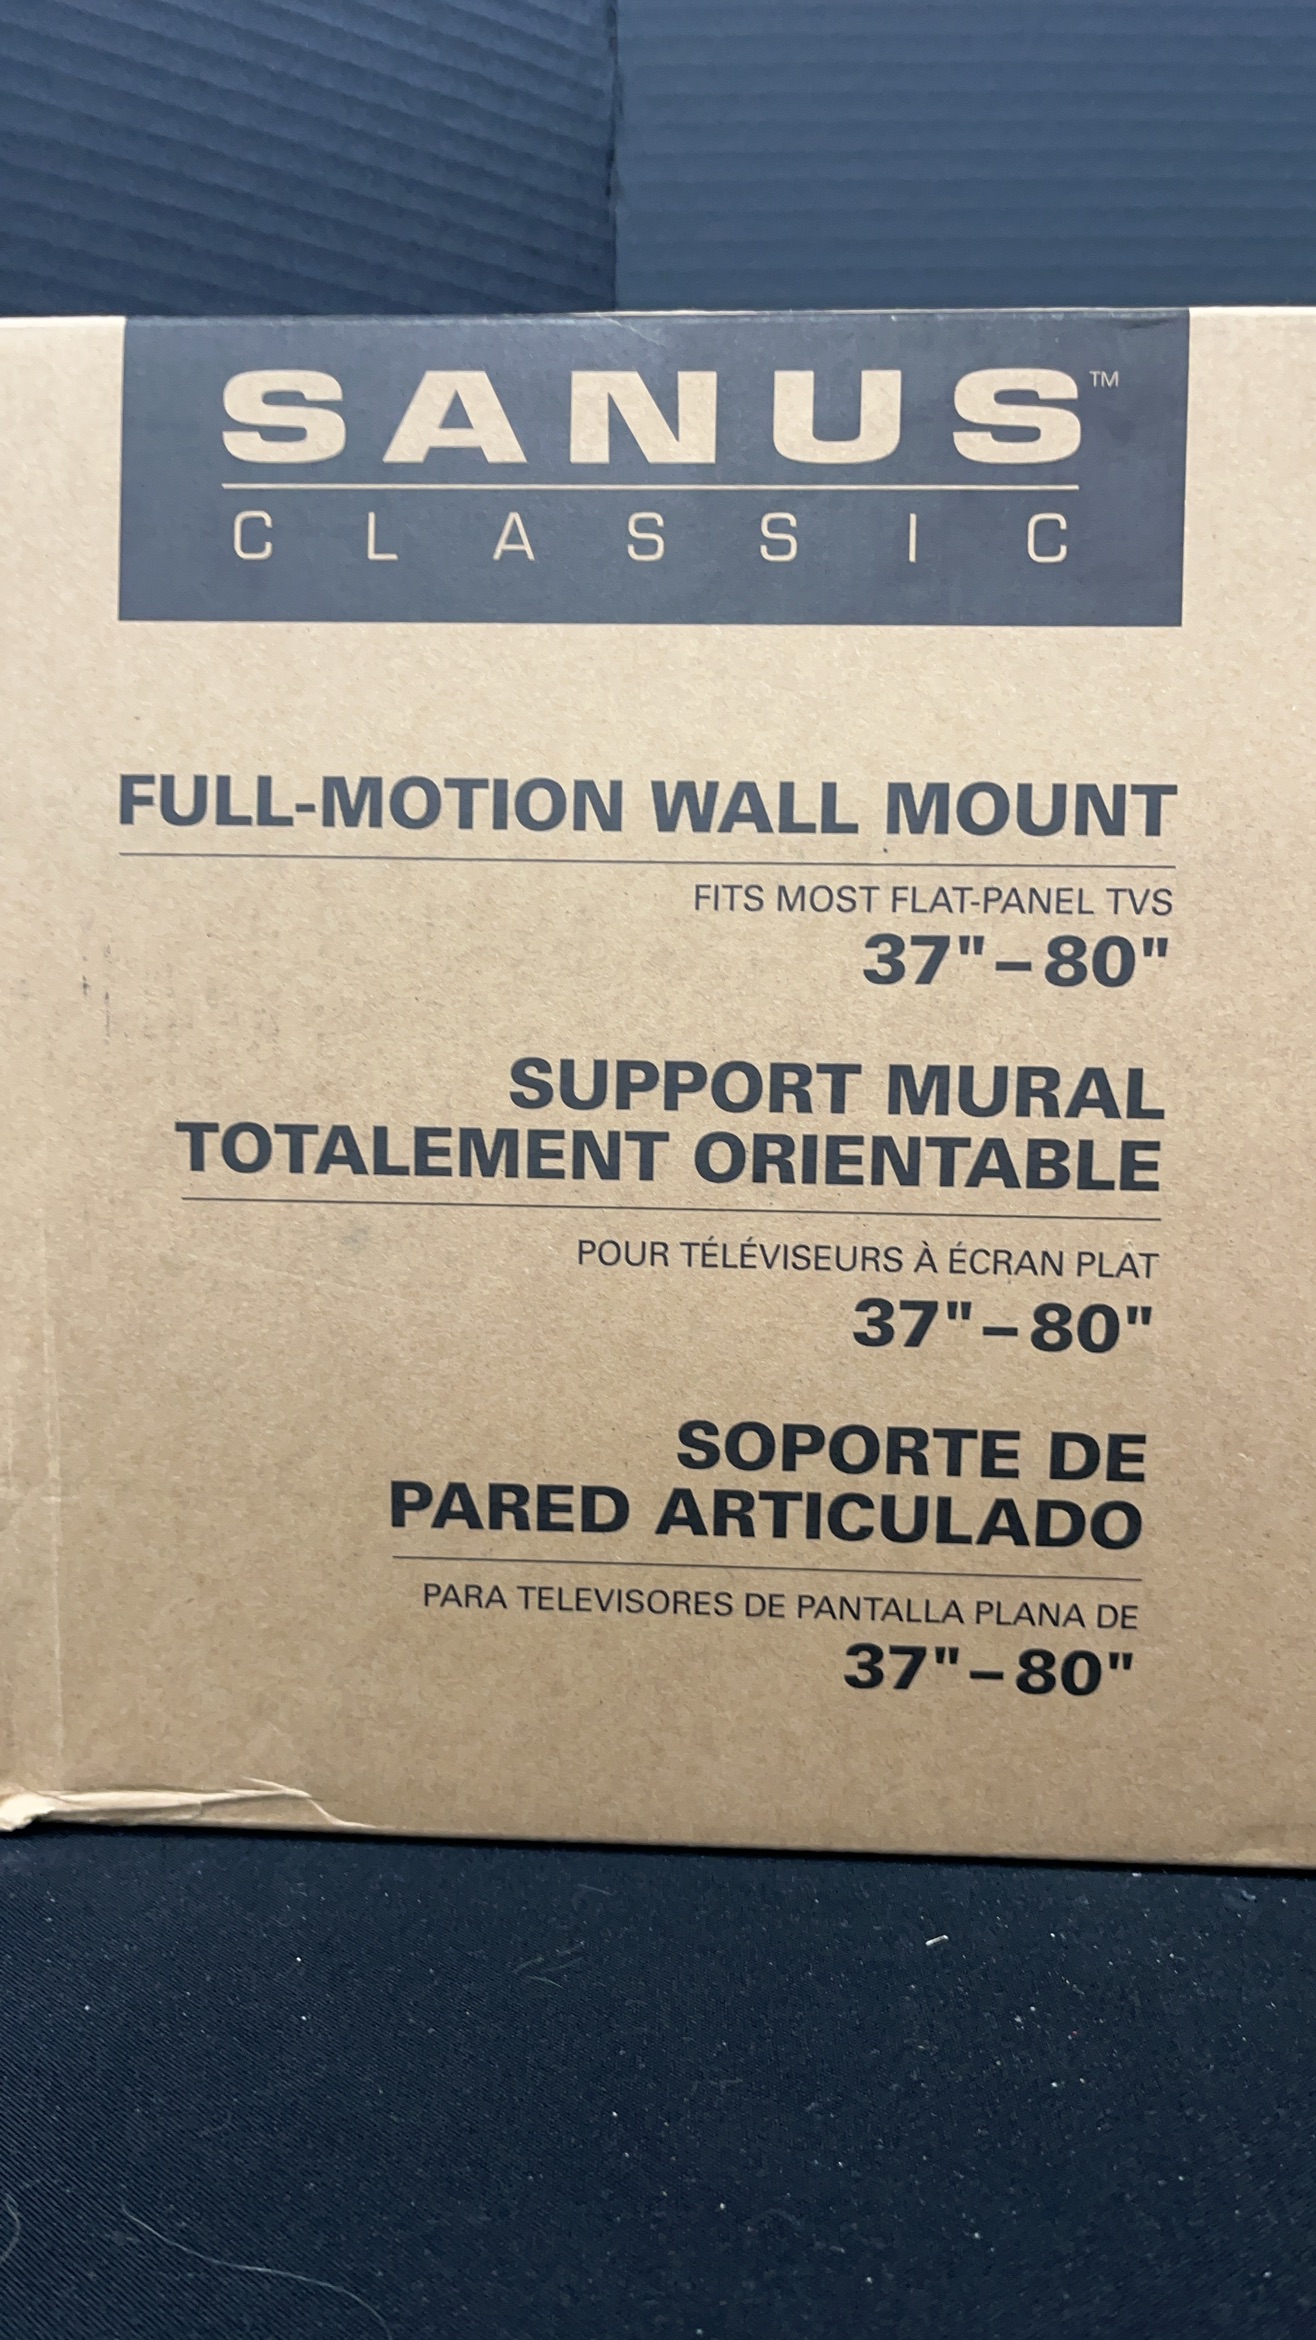 SANUS™
CLASSIC
FULL-MOTION WALL MOUNT
FITS MOST FLAT-PANEL TVS
37"–80"
SUPPORT MURAL
TOTALEMENT ORIENTABLE
POUR TÉLÉVISEURS À ÉCRAN PLAT
37"–80"
SOPORTE DE
PARED ARTICULADO
PARA TELEVISORES DE PANTALLA PLANA DE
37"–80"